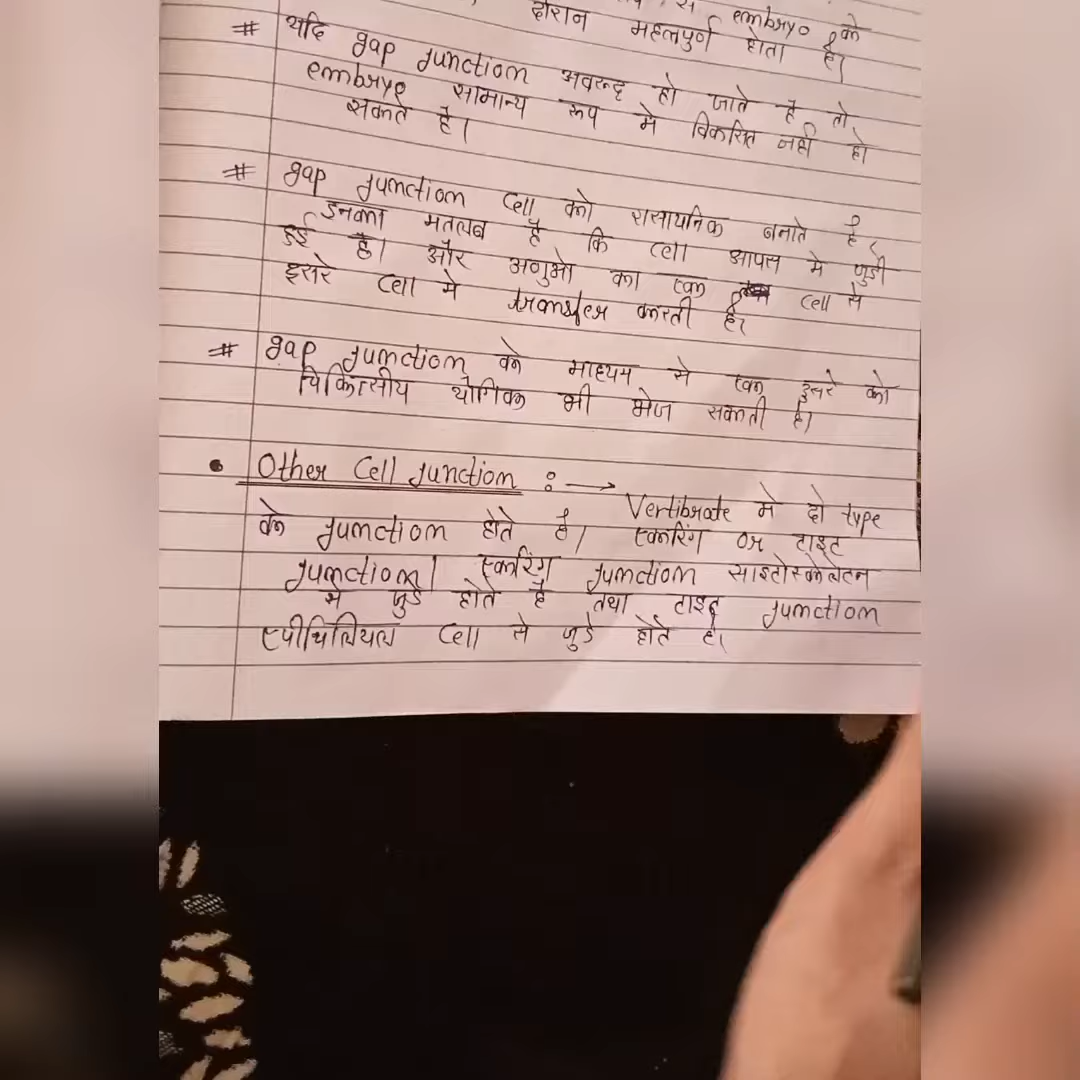 से embryo के
दौरान महत्वपुर्ण होता है।
# यदि gap junction अवरुद्ध हो जाते है तो
embryo सामान्य रूप मे विकसित नही हो
सकते है।
# gap junction cell को रासायनिक बनाते है,
इनका मतलब है कि cell आपस मे जुडी
हुई है। और अणुओ का एक cell से
दुसरे cell मे transfer करती है।
# gap junction के माध्यम से एक दुसरे को
चिकित्सीय यौगिक भी भेज सकती है।
• Other Cell junction :→ Vertibrate मे दो type
के junction होते है। एकरिंग or टाइट
junction। एकरिंग junction साइटोस्केलेटन
मे जुडे होते है तथा टाइट junction
एपीथिलियल cell से जुडे होते है।